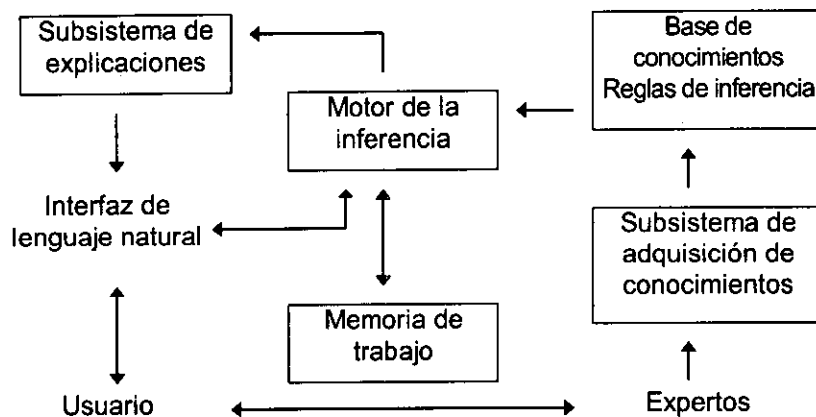 Subsistema de
explicaciones
Base de
conocimientos
Reglas de inferencia
Motor de la
inferencia
Interfaz de
lenguaje natural
Subsistema de
adquisición de
conocimientos
Memoria de
trabajo
Usuario
Expertos